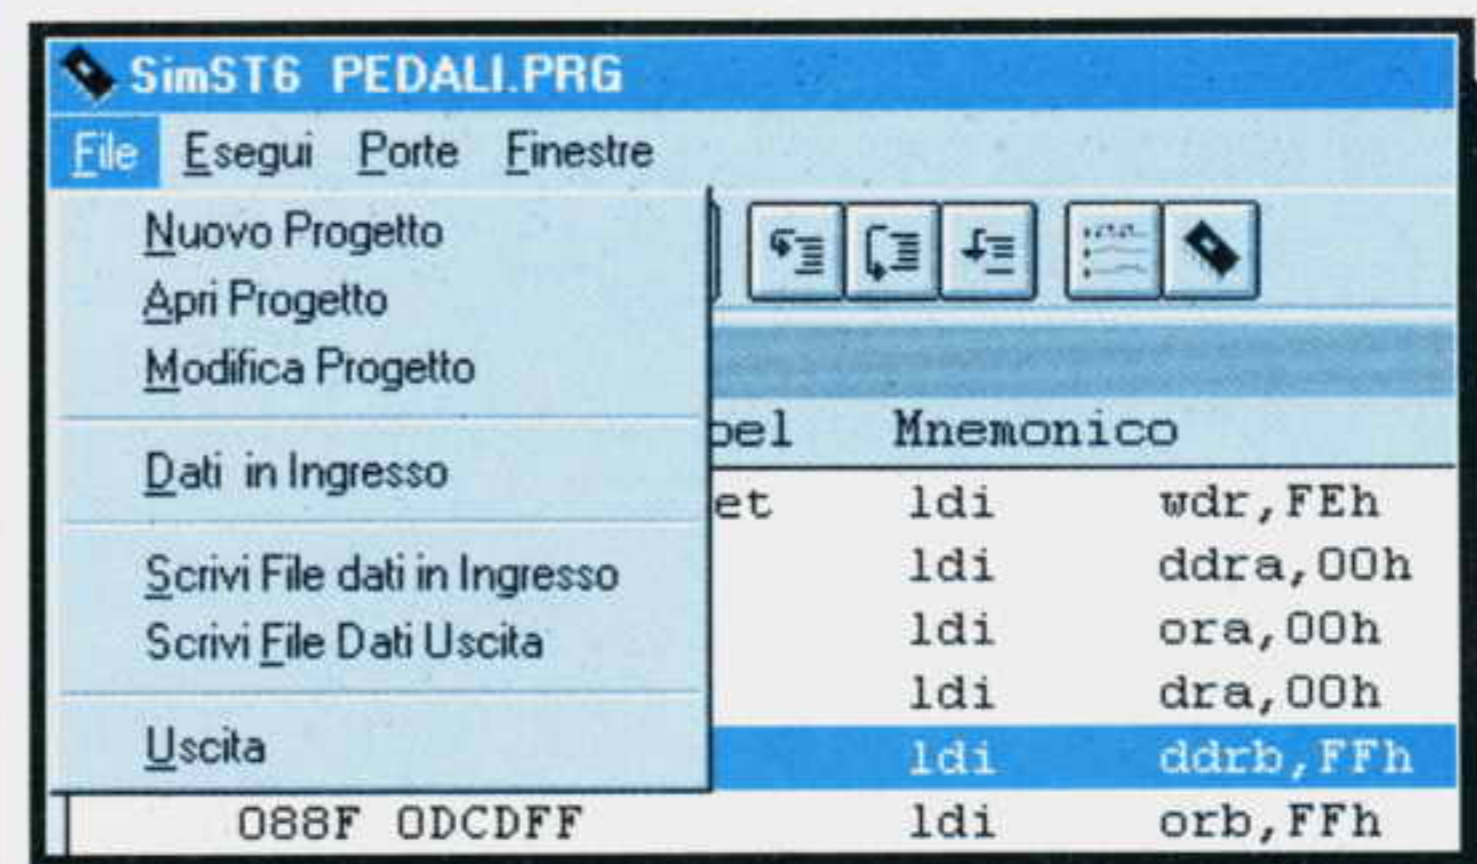 SimST6 PEDALI.PRG
File Esegui Porte Finestre
Nuovo Progetto
Apri Progetto
Modifica Progetto
Dati in Ingresso
Scrivi File dati in Ingresso
Scrivi File Dati Uscita
Uscita
bel Mnemonico
et ldi wdr,FEh
ldi ddra,00h
ldi ora,00h
ldi dra,00h
ldi ddrb,FFh
088F 0DCDFF ldi orb,FFh